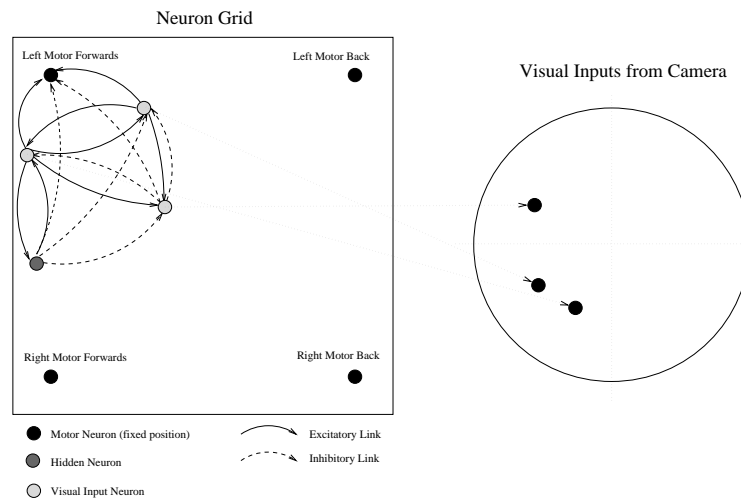 Neuron Grid
Left Motor Forwards
Left Motor Back
Visual Inputs from Camera
Right Motor Forwards
Right Motor Back
Motor Neuron (fixed position)
Excitatory Link
Hidden Neuron
Inhibitory Link
Visual Input Neuron